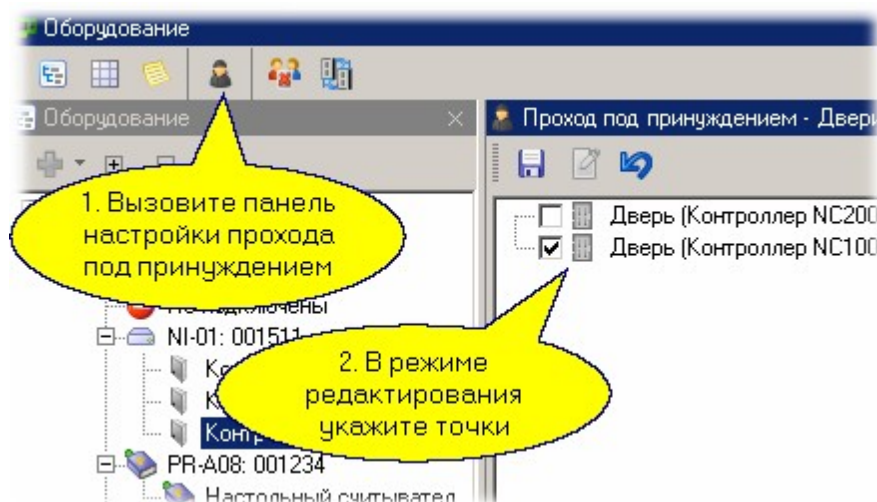 Оборудование
Оборудование
Проход под принуждением - Двери
1. Вызовите панель
настройки прохода
под принуждением
Дверь (Контроллер NC200
Дверь (Контроллер NC100
Не подключены
NI-01: 001511
2. В режиме
редактирования
укажите точки
PR-A08: 001234
Настольный считывател